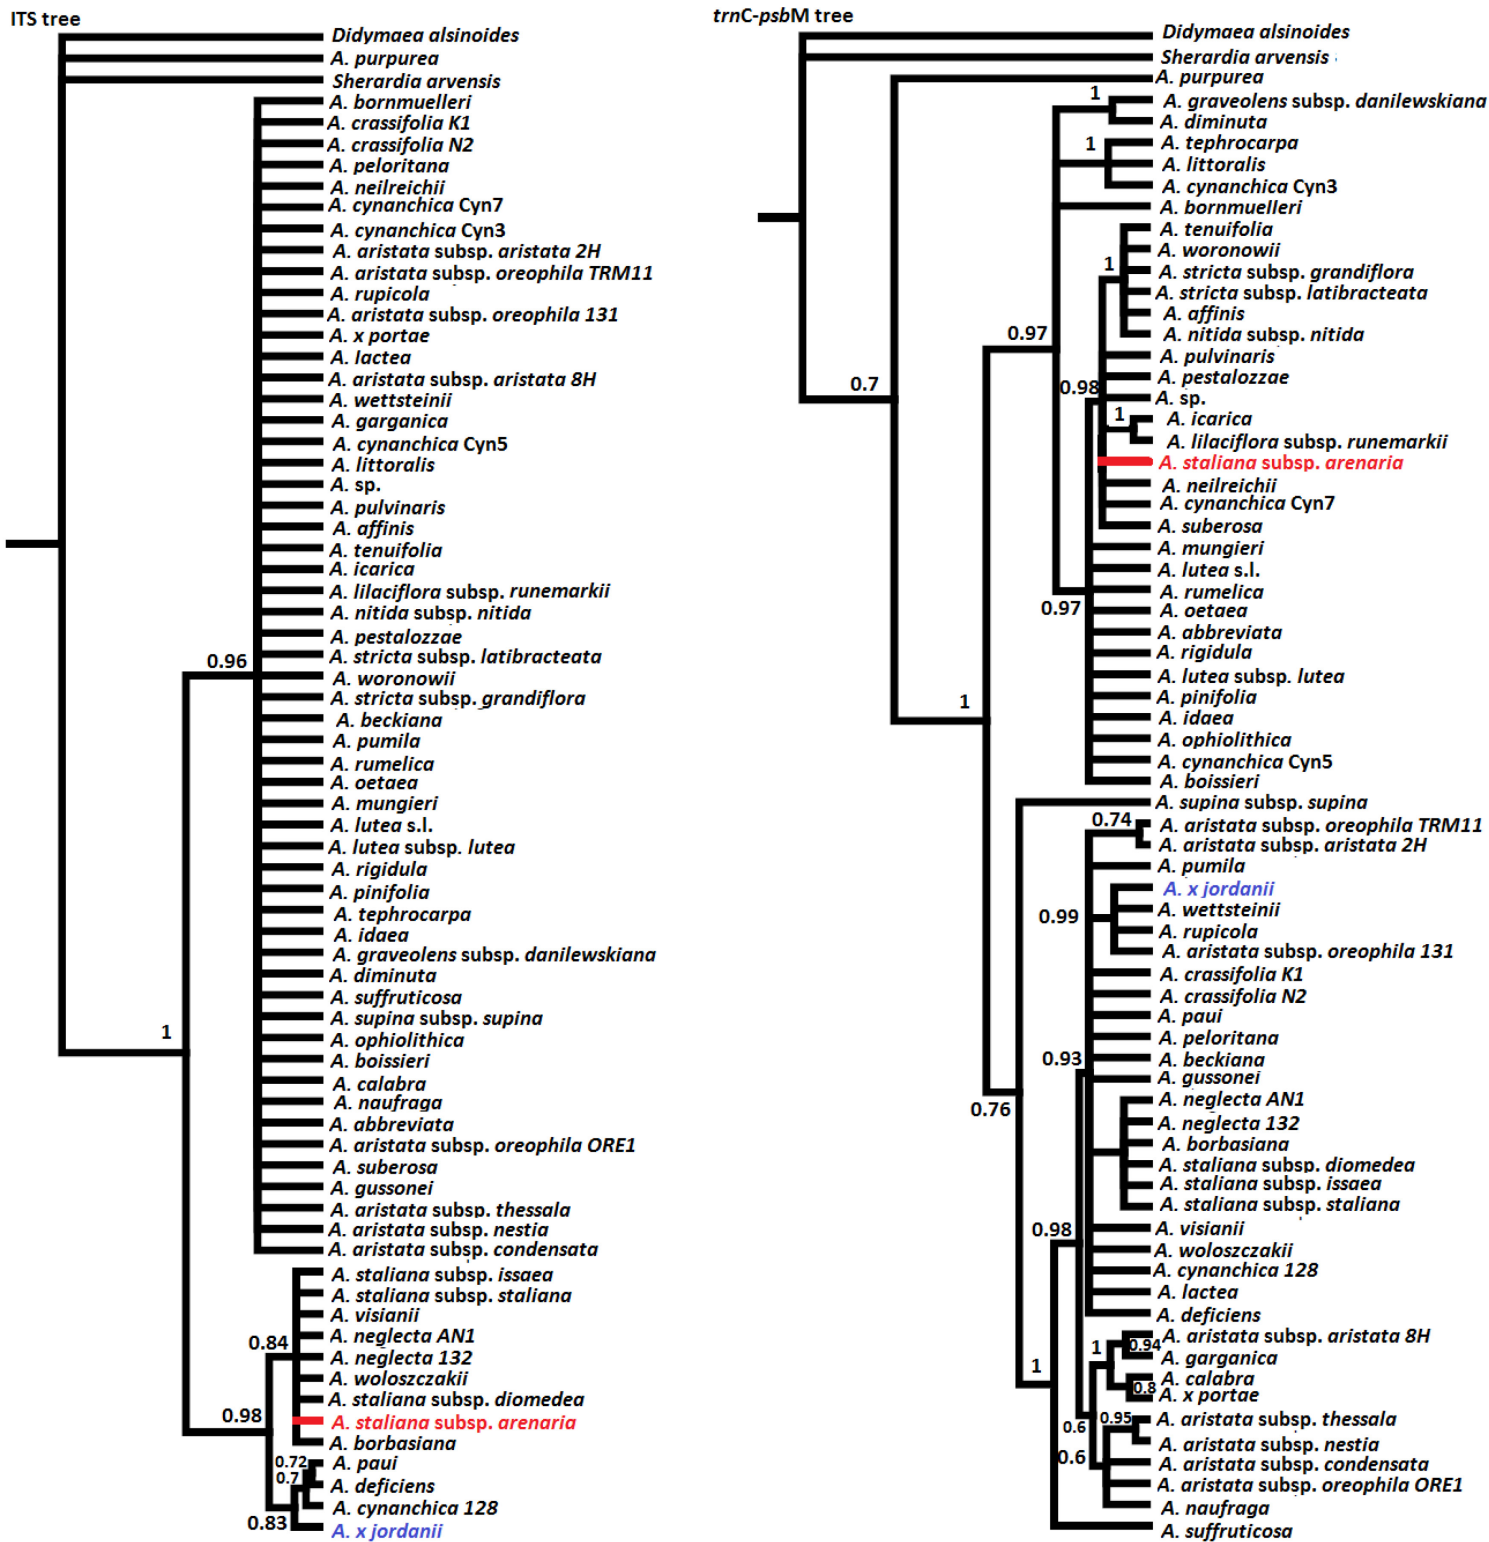 ITS tree
Didymaea alsinoides
A. purpurea
Sherardia arvensis
A. bornmuelleri
A. crassifolia K1
A. crassifolia N2
A. peloritana
A. neilreichii
A. cynanchica Cyn7
A. cynanchica Cyn3
A. aristata subsp. aristata 2H
A. aristata subsp. oreophila TRM11
A. rupicola
A. aristata subsp. oreophila 131
A. x portae
A. lactea
A. aristata subsp. aristata 8H
A. wettsteinii
A. garganica
A. cynanchica Cyn5
A. littoralis
A. sp.
A. pulvinaris
A. affinis
A. tenuifolia
A. icarica
A. lilaciflora subsp. runemarkii
A. nitida subsp. nitida
A. pestalozzae
A. stricta subsp. latibracteata
0.96
A. woronowii
A. stricta subsp. grandiflora
A. beckiana
A. pumila
A. rumelica
A. oetaea
A. mungieri
A. lutea s.l.
A. lutea subsp. lutea
A. rigidula
A. pinifolia
A. tephrocarpa
A. idaea
A. graveolens subsp. danilewskiana
A. diminuta
A. suffruticosa
A. supina subsp. supina
1
A. ophiolithica
A. boissieri
A. calabra
A. naufraga
A. abbreviata
A. aristata subsp. oreophila ORE1
A. suberosa
A. gussonei
A. aristata subsp. thessala
A. aristata subsp. nestia
A. aristata subsp. condensata
A. staliana subsp. issaea
A. staliana subsp. staliana
A. visianii
A. neglecta AN1
0.84
A. neglecta 132
A. woloszczakii
A. staliana subsp. diomedea
0.98
A. staliana subsp. arenaria
A. borbasiana
0.72
A. paui
0.7
A. deficiens
A. cynanchica 128
0.83
A. x jordanii
trnC-psbM tree
Didymaea alsinoides
Sherardia arvensis
A. purpurea
1
A. graveolens subsp. danilewskiana
A. diminuta
1
A. tephrocarpa
A. littoralis
A. cynanchica Cyn3
A. bornmuelleri
A. tenuifolia
A. woronowii
1
A. stricta subsp. grandiflora
A. stricta subsp. latibracteata
A. affinis
0.97
A. nitida subsp. nitida
A. pulvinaris
0.7
A. pestalozzae
0.98
A. sp.
1
A. icarica
A. lilaciflora subsp. runemarkii
A. staliana subsp. arenaria
A. neilreichii
A. cynanchica Cyn7
A. suberosa
A. mungieri
A. lutea s.l.
A. rumelica
0.97
A. oetaea
A. abbreviata
A. rigidula
A. lutea subsp. lutea
1
A. pinifolia
A. idaea
A. ophiolithica
A. cynanchica Cyn5
A. boissieri
A. supina subsp. supina
0.74
A. aristata subsp. oreophila TRM11
A. aristata subsp. aristata 2H
A. pumila
A. x jordanii
0.99
A. wettsteinii
A. rupicola
A. aristata subsp. oreophila 131
A. crassifolia K1
A. crassifolia N2
A. paui
A. peloritana
0.93
A. beckiana
A. gussonei
0.76
A. neglecta AN1
A. neglecta 132
A. borbasiana
A. staliana subsp. diomedea
A. staliana subsp. issaea
A. staliana subsp. staliana
0.98
A. visianii
A. woloszczakii
A. cynanchica 128
A. lactea
A. deficiens
A. aristata subsp. aristata 8H
1
0.94
A. garganica
1
A. calabra
0.8
A. x portae
0.95
A. aristata subsp. thessala
0.6
A. aristata subsp. nestia
0.6
A. aristata subsp. condensata
A. aristata subsp. oreophila ORE1
A. naufraga
A. suffruticosa